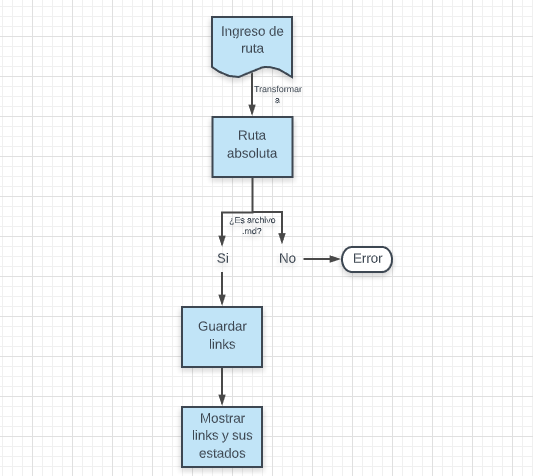 Ingreso de
ruta
Transformar
a
Ruta
absoluta
¿Es archivo
.md?
Si
No
Error
Guardar
links
Mostrar
links y sus
estados